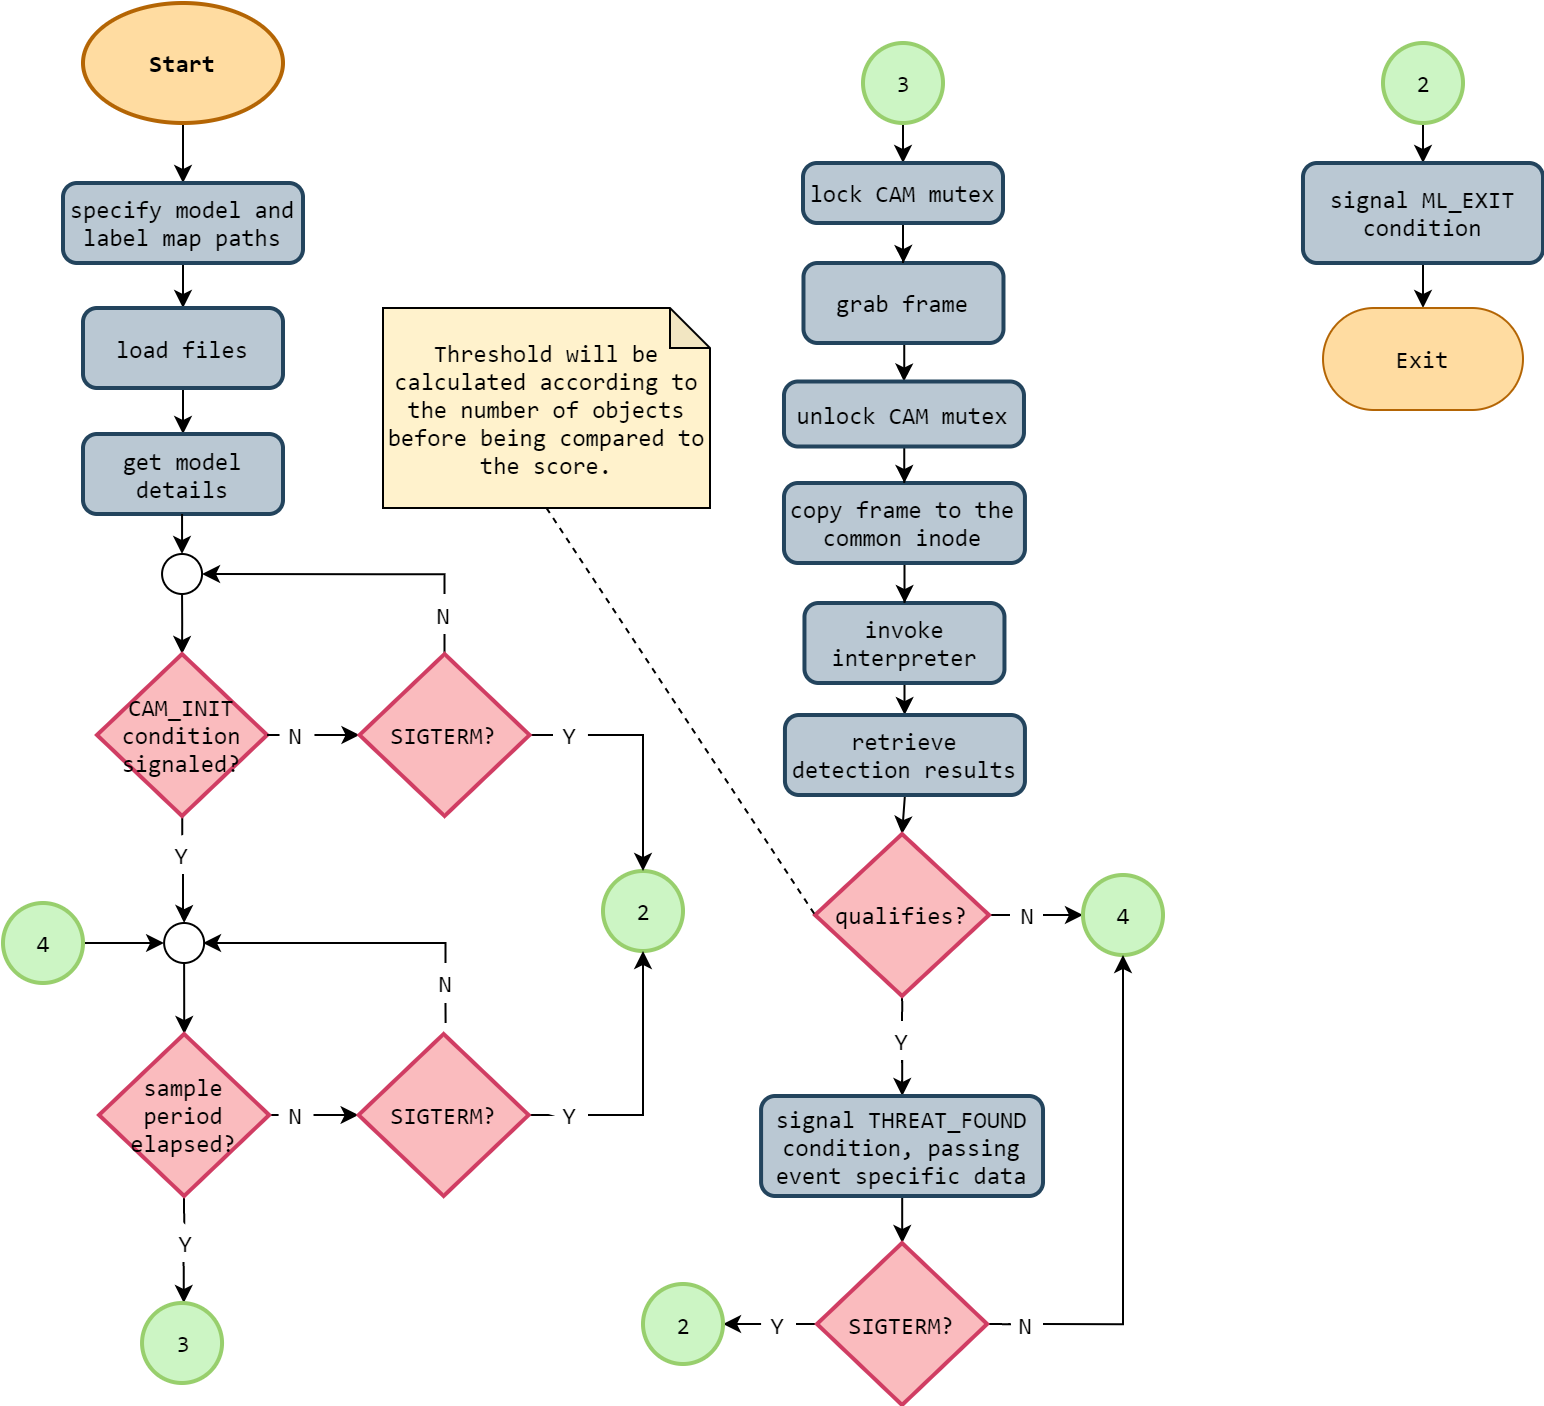 Start
specify model and
label map paths
load files
get model
details
CAM_INIT
condition
signaled?
N
SIGTERM?
N
Y
Y
2
4
sample
period
elapsed?
N
SIGTERM?
N
Y
Y
3
Threshold will be
calculated according to
the number of objects
before being compared to
the score.
3
lock CAM mutex
grab frame
unlock CAM mutex
copy frame to the
common inode
invoke
interpreter
retrieve
detection results
qualifies?
N
4
Y
signal THREAT_FOUND
condition, passing
event specific data
SIGTERM?
Y
2
N
2
signal ML_EXIT
condition
Exit